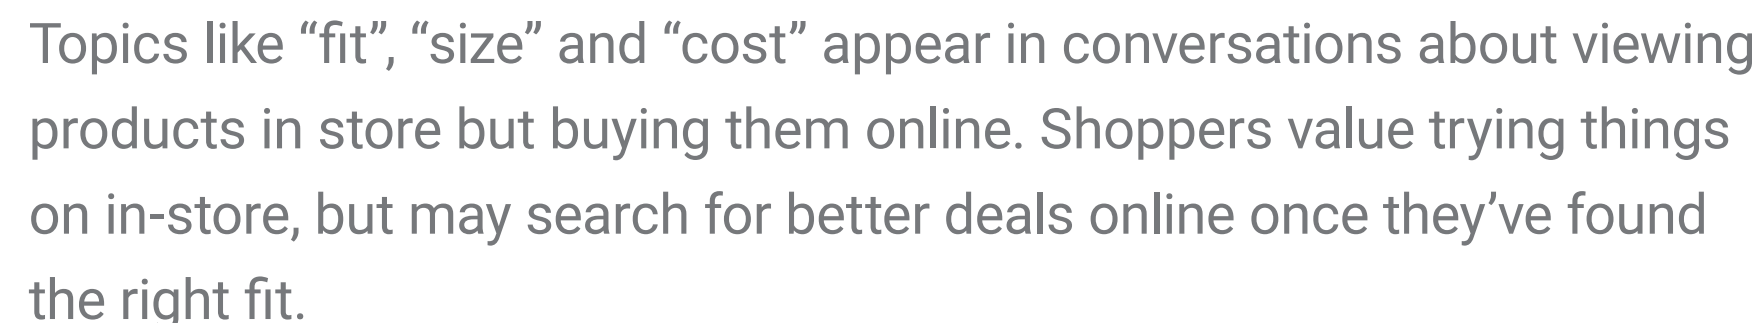 Topics like “fit”, “size” and “cost” appear in conversations about viewing
products in store but buying them online. Shoppers value trying things
on in-store, but may search for better deals online once they’ve found
the right fit.